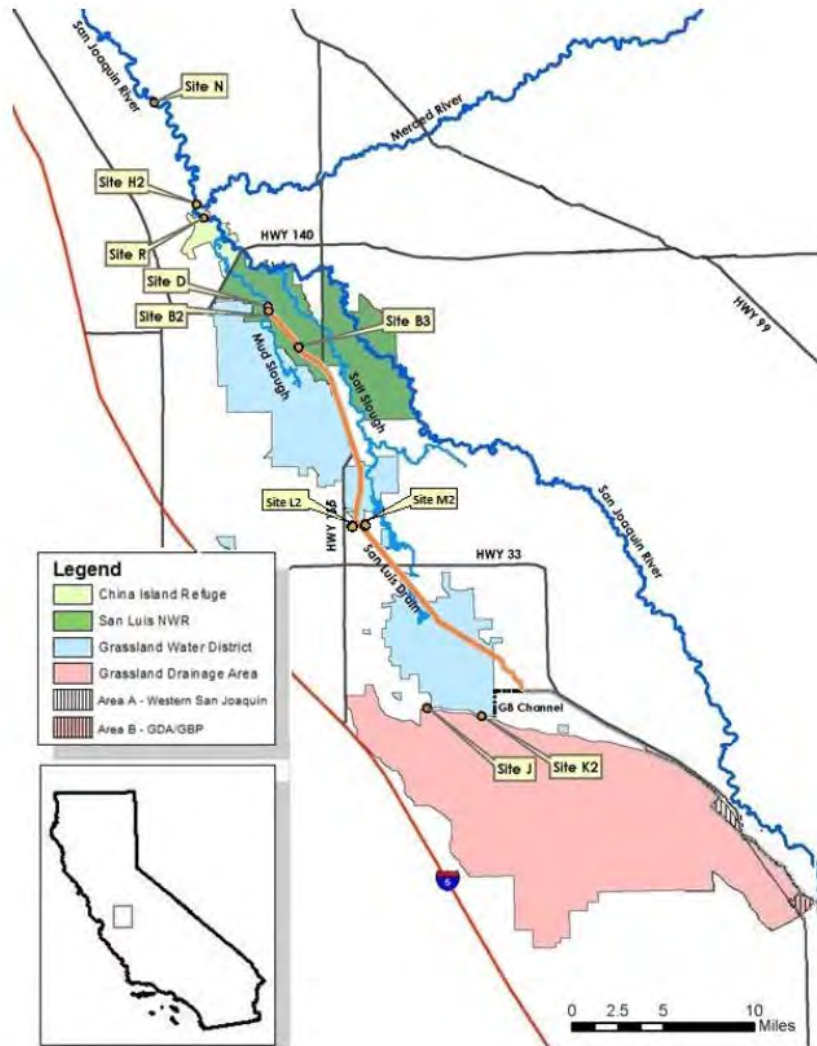 San Joaquin River
Site N
Merced River
Site H2
Site R
HWY 140
Site D
Site B2
Site B3
HWY 99
Mud Slough
Salt Slough
San Joaquin River
Site L2
Site M2
HWY
San Luis Drain
HWY 33
Legend
China Island Refuge
San Luis NWR
Grassland Water District
Grassland Drainage Area
Area A - Western San Joaquin
Area B - GDA/GBP
GB Channel
Site J
Site K2
5
0 2.5 5 10
Miles